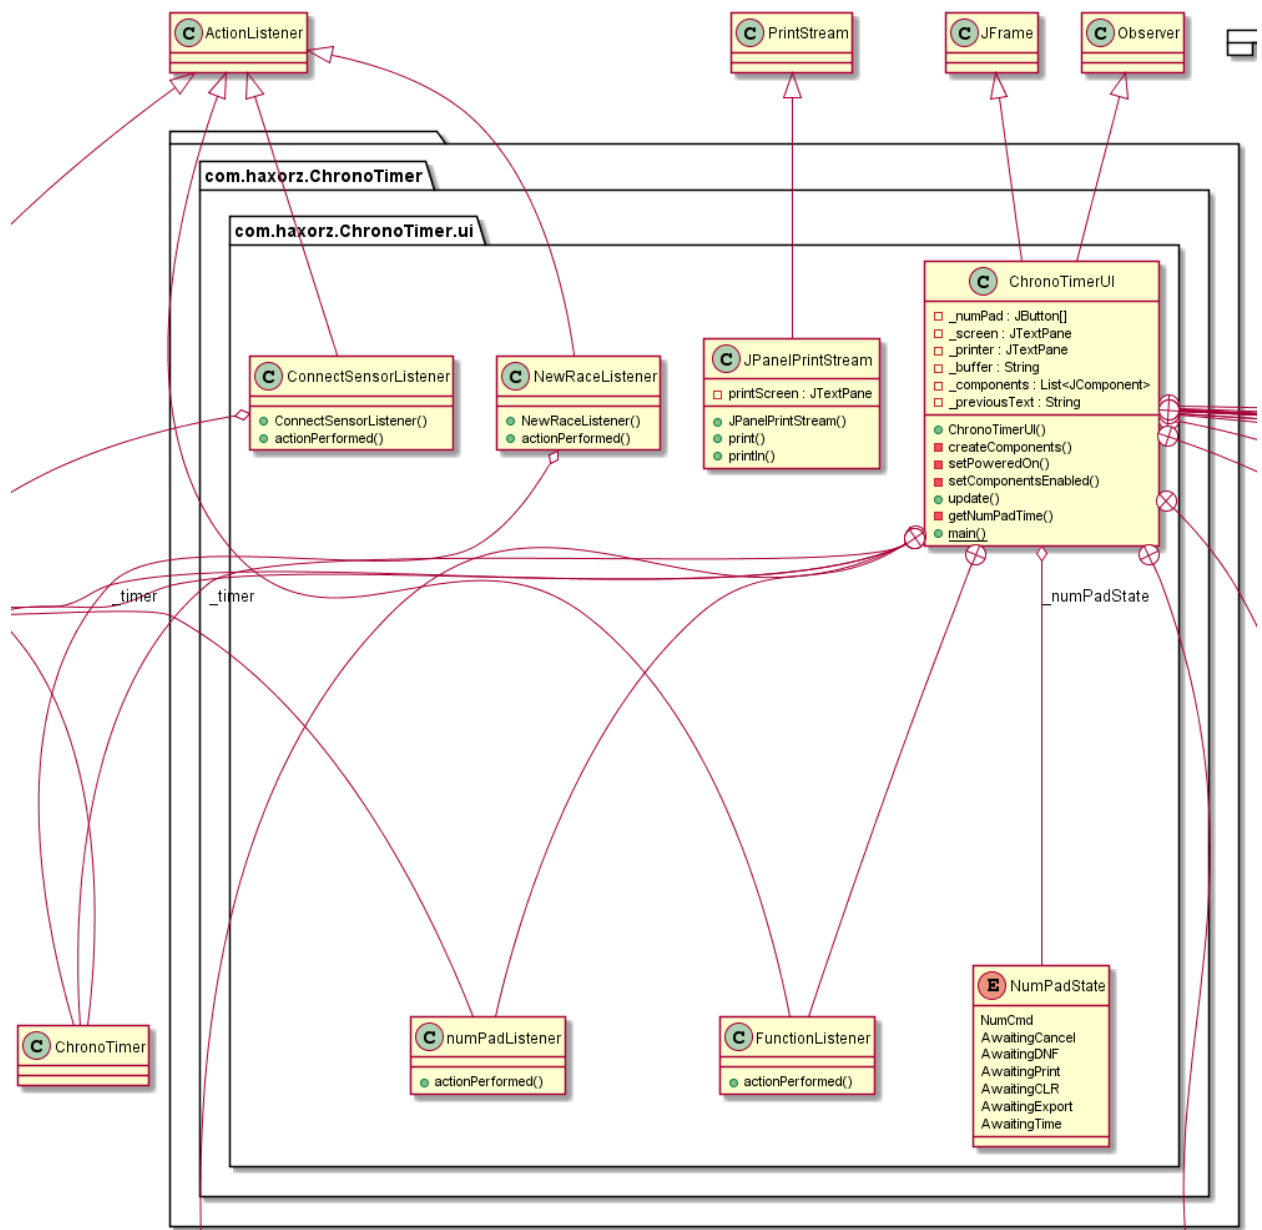 C ActionListener
C PrintStream
C JFrame
C Observer
com.haxorz.ChronoTimer
com.haxorz.ChronoTimer.ui
C ChronoTimerUI
_numPad : JButton[]
_screen : JTextPane
_printer : JTextPane
_buffer : String
_components : List<JComponent>
_previousText : String
ChronoTimerUI()
createComponents()
setPoweredOn()
setComponentsEnabled()
update()
getNumPadTime()
main()
C ConnectSensorListener
ConnectSensorListener()
actionPerformed()
C NewRaceListener
NewRaceListener()
actionPerformed()
C JPanelPrintStream
printScreen : JTextPane
JPanelPrintStream()
print()
println()
_timer
_timer
_numPadState
C ChronoTimer
C numPadListener
actionPerformed()
C FunctionListener
actionPerformed()
E NumPadState
NumCmd
AwaitingCancel
AwaitingDNF
AwaitingPrint
AwaitingCLR
AwaitingExport
AwaitingTime